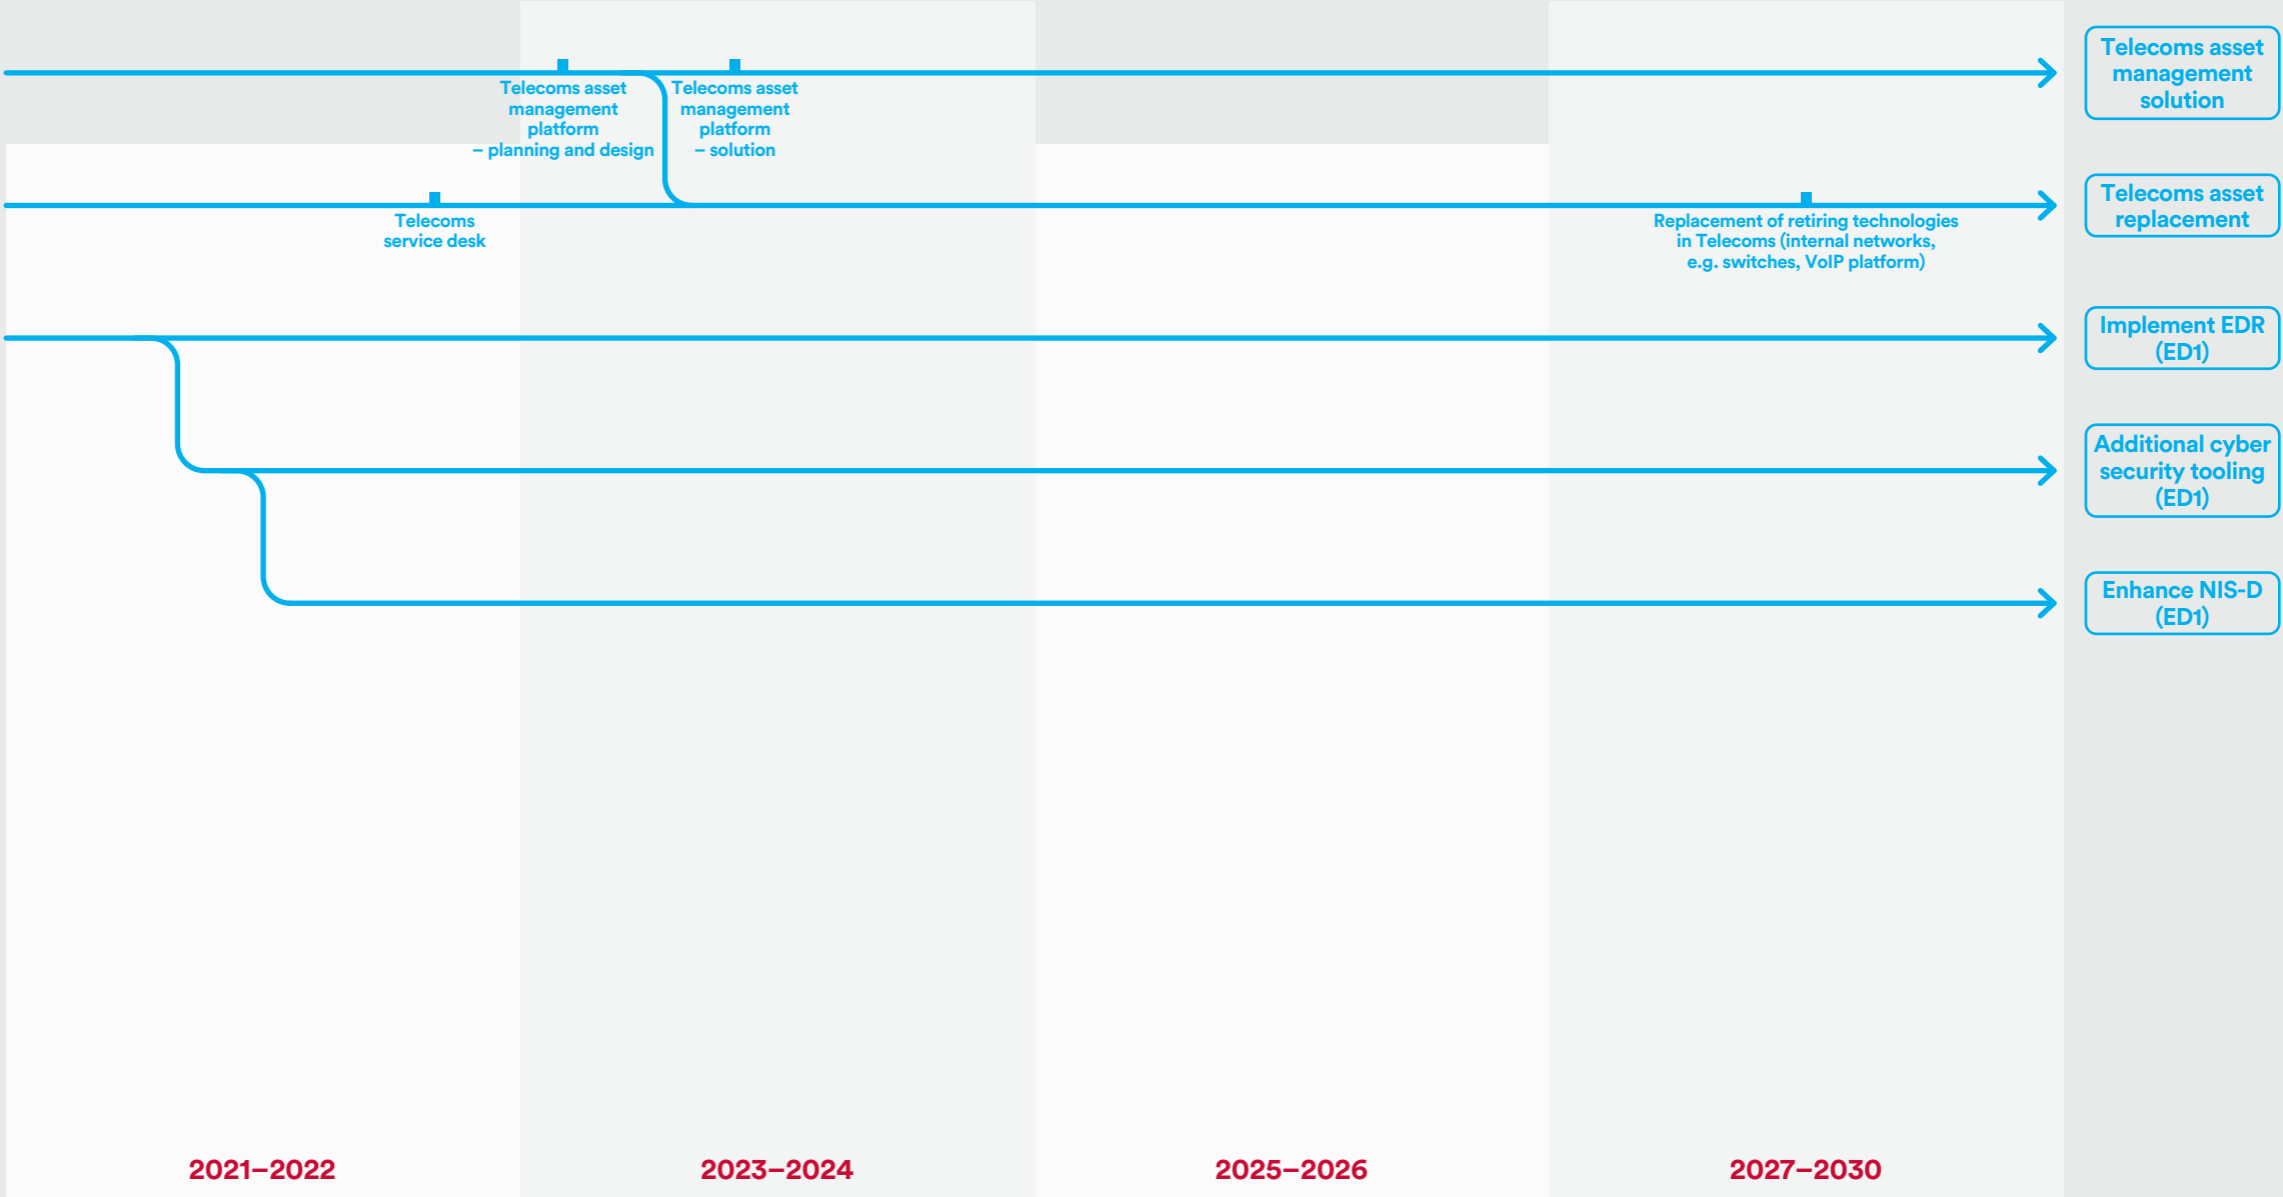 Telecoms asset
management
solution
Telecoms asset
management
platform
– planning and design
Telecoms asset
management
platform
– solution
Telecoms asset
replacement
Telecoms
service desk
Replacement of retiring technologies
in Telecoms (internal networks,
e.g. switches, VoIP platform)
Implement EDR
(ED1)
Additional cyber
security tooling
(ED1)
Enhance NIS-D
(ED1)
2021–2022
2023–2024
2025–2026
2027–2030